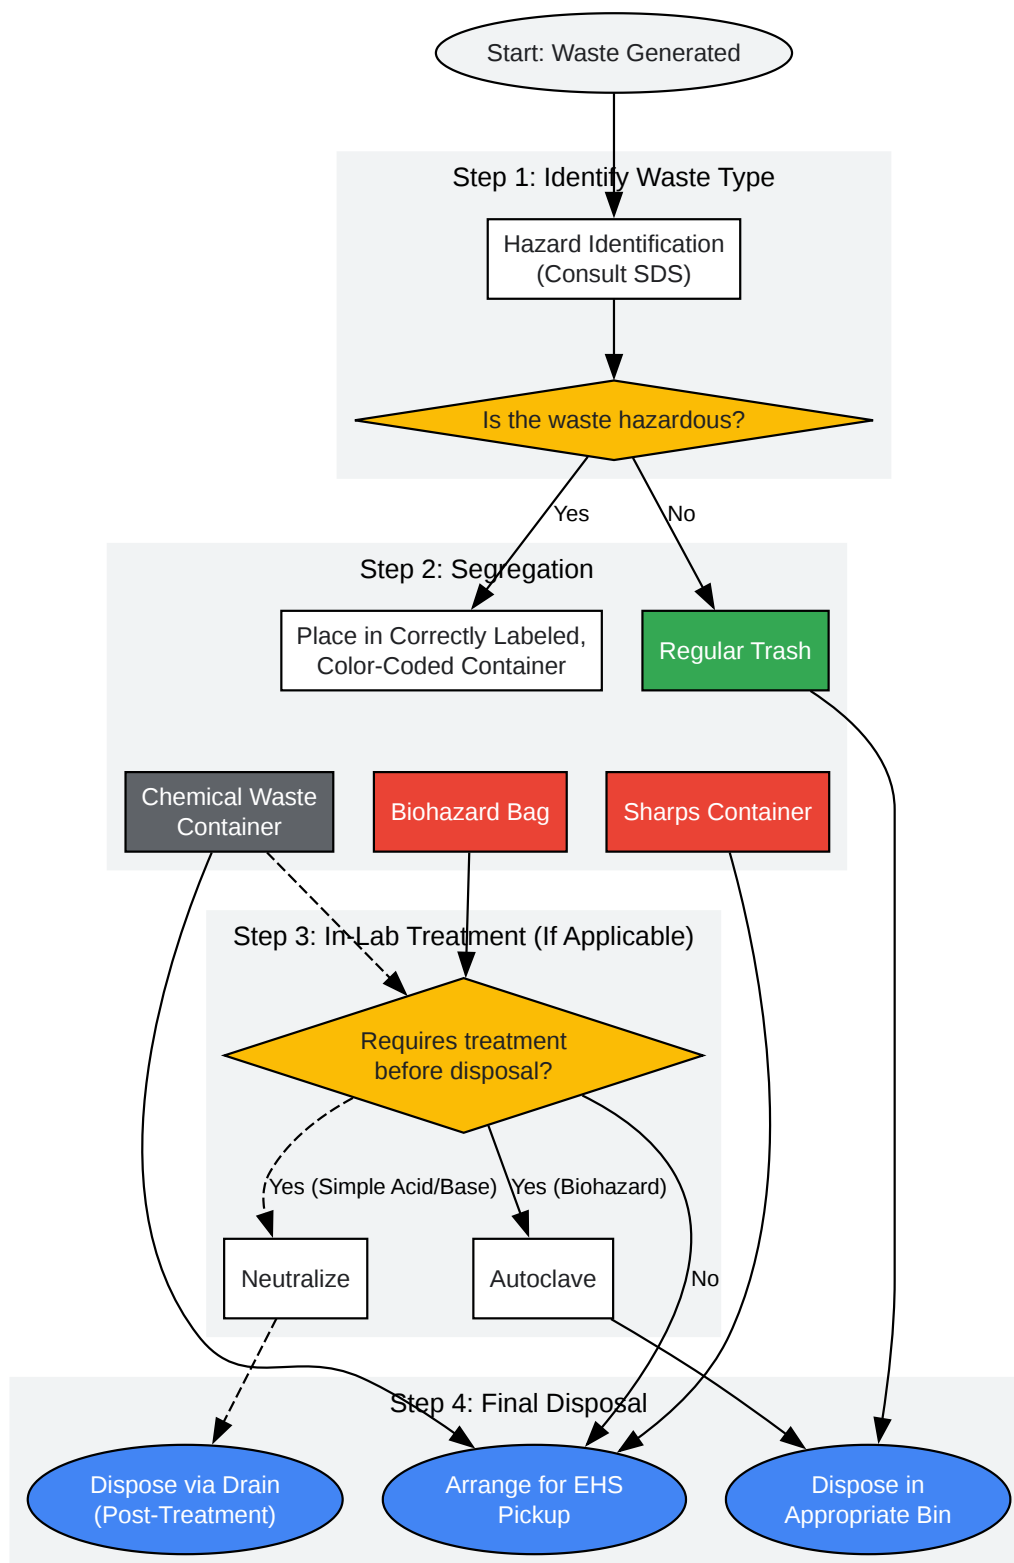 Start: Waste Generated
Step 1: Identify Waste Type
Hazard Identification
(Consult SDS)
Is the waste hazardous?
Yes
No
Step 2: Segregation
Place in Correctly Labeled,
Color-Coded Container
Regular Trash
Chemical Waste
Container
Biohazard Bag
Sharps Container
Step 3: In-Lab Treatment (If Applicable)
Requires treatment
before disposal?
Yes (Simple Acid/Base)
Yes (Biohazard)
Neutralize
Autoclave
No
Step 4: Final Disposal
Dispose via Drain
(Post-Treatment)
Arrange for EHS
Pickup
Dispose in
Appropriate Bin